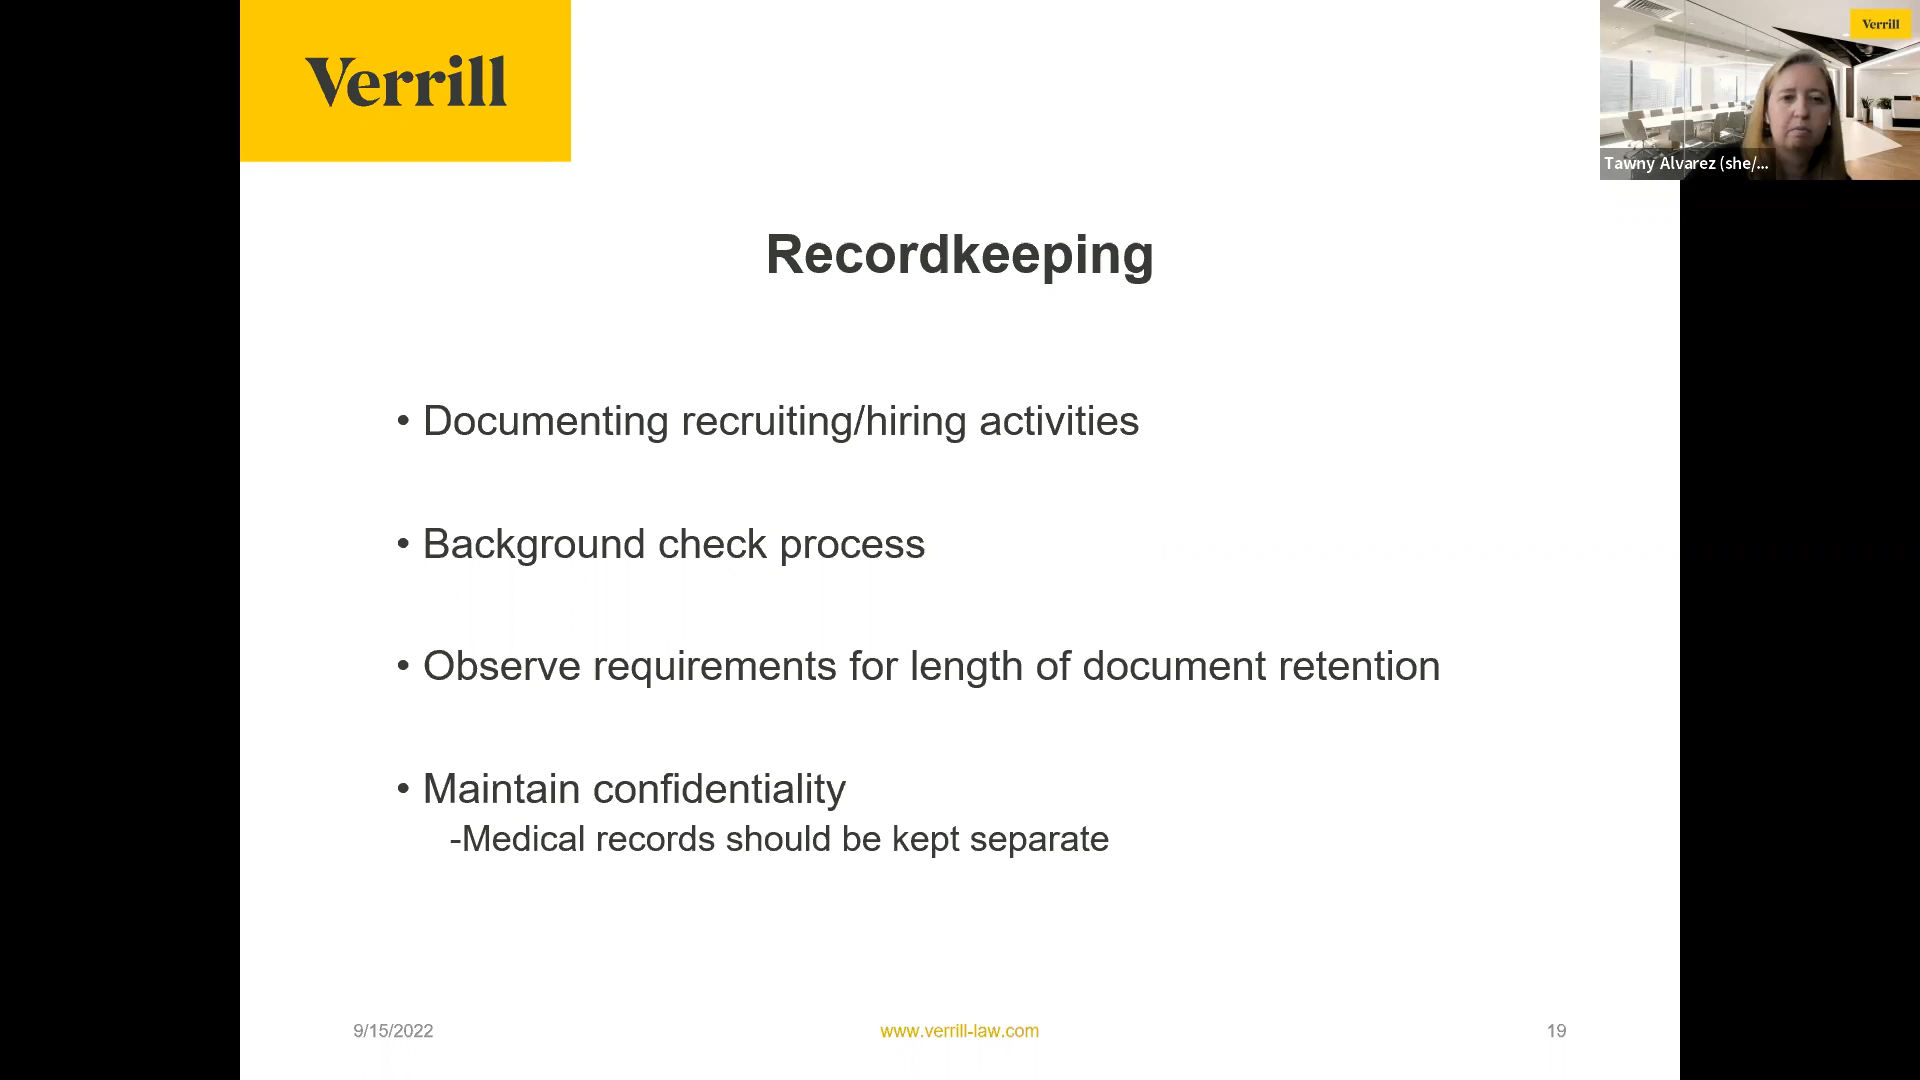 Verrill
Verrill
Tawny Alvarez (she/...
Recordkeeping
• Documenting recruiting/hiring activities
• Background check process
• Observe requirements for length of document retention
• Maintain confidentiality
-Medical records should be kept separate
9/15/2022
www.verrill-law.com
19